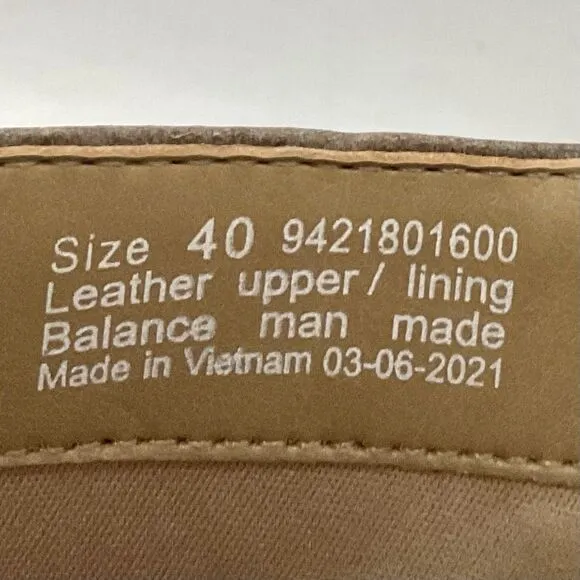 Size 40 9421801600
Leather upper/ lining
Balance man made
Made in Vietnam 03-06-2021